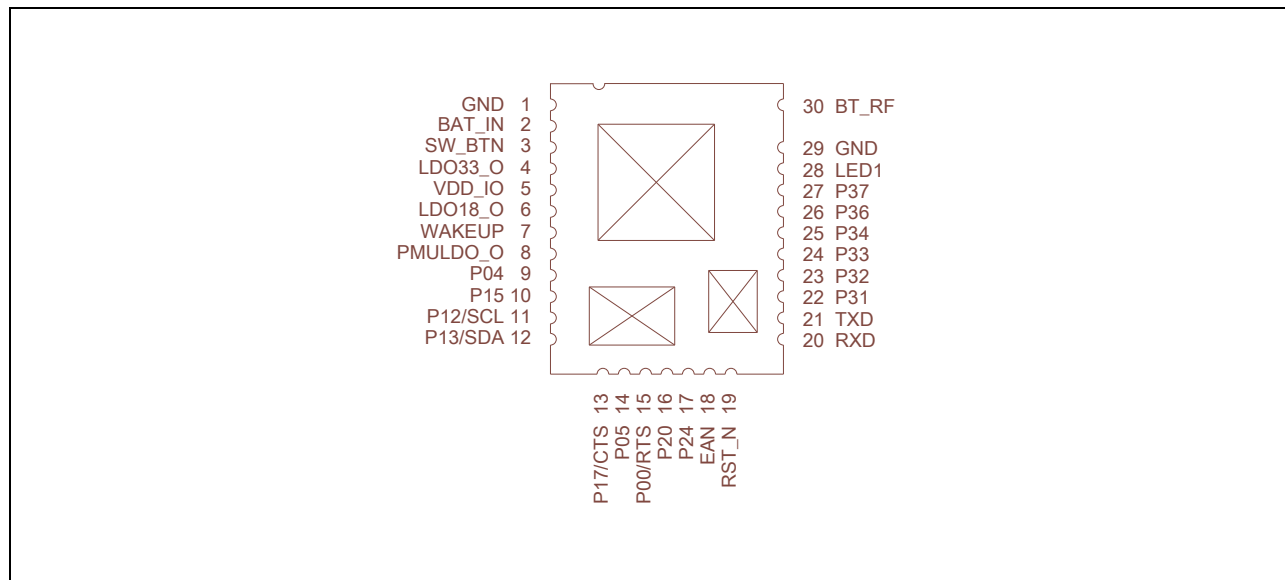 GND 1
BAT_IN 2
SW_BTN 3
LDO33_O 4
VDD_IO 5
LDO18_O 6
WAKEUP 7
PMULDO_O 8
P04 9
P15 10
P12/SCL 11
P13/SDA 12
P17/CTS 13
P05 14
P00/RTS 15
P20 16
P24 17
EAN 18
RST_N 19
30 BT_RF
29 GND
28 LED1
27 P37
26 P36
25 P34
24 P33
23 P32
22 P31
21 TXD
20 RXD